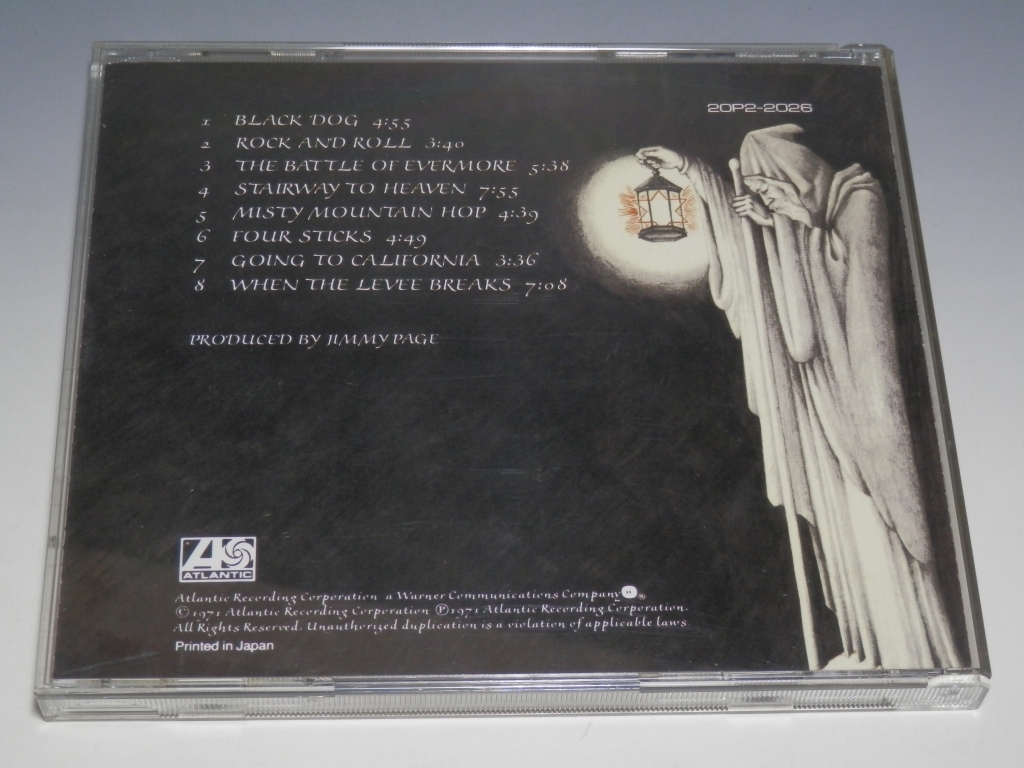 20P2-2026
1 BLACK DOG 4:55
2 ROCK AND ROLL 3:40
3 THE BATTLE OF EVERMORE 5:38
4 STAIRWAY TO HEAVEN 7:55
5 MISTY MOUNTAIN HOP 4:39
6 FOUR STICKS 4:49
7 GOING TO CALIFORNIA 3:36
8 WHEN THE LEVEE BREAKS 7:08
PRODUCED BY JIMMY PAGE
ATLANTIC
Atlantic Recording Corporation a Warner Communications Company
© 1971 Atlantic Recording Corporation ℗ 1971 Atlantic Recording Corporation.
All Rights Reserved. Unauthorized duplication is a violation of applicable laws
Printed in Japan